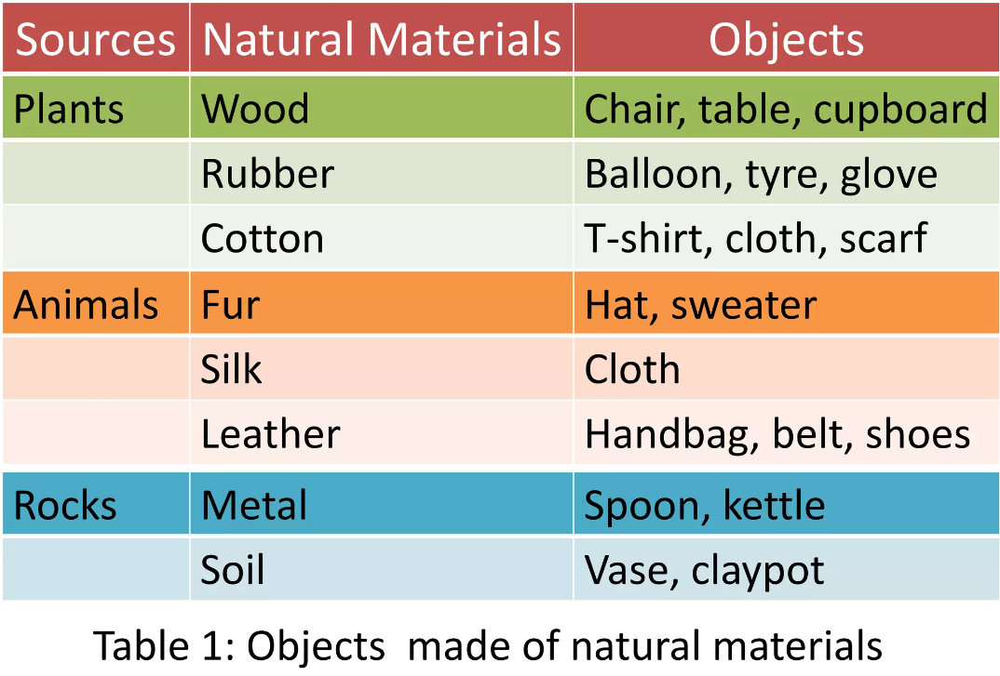 Sources Natural Materials Objects
Plants Wood Chair, table, cupboard
Rubber Balloon, tyre, glove
Cotton T-shirt, cloth, scarf
Animals Fur Hat, sweater
Silk Cloth
Leather Handbag, belt, shoes
Rocks Metal Spoon, kettle
Soil Vase, claypot
Table 1: Objects made of natural materials